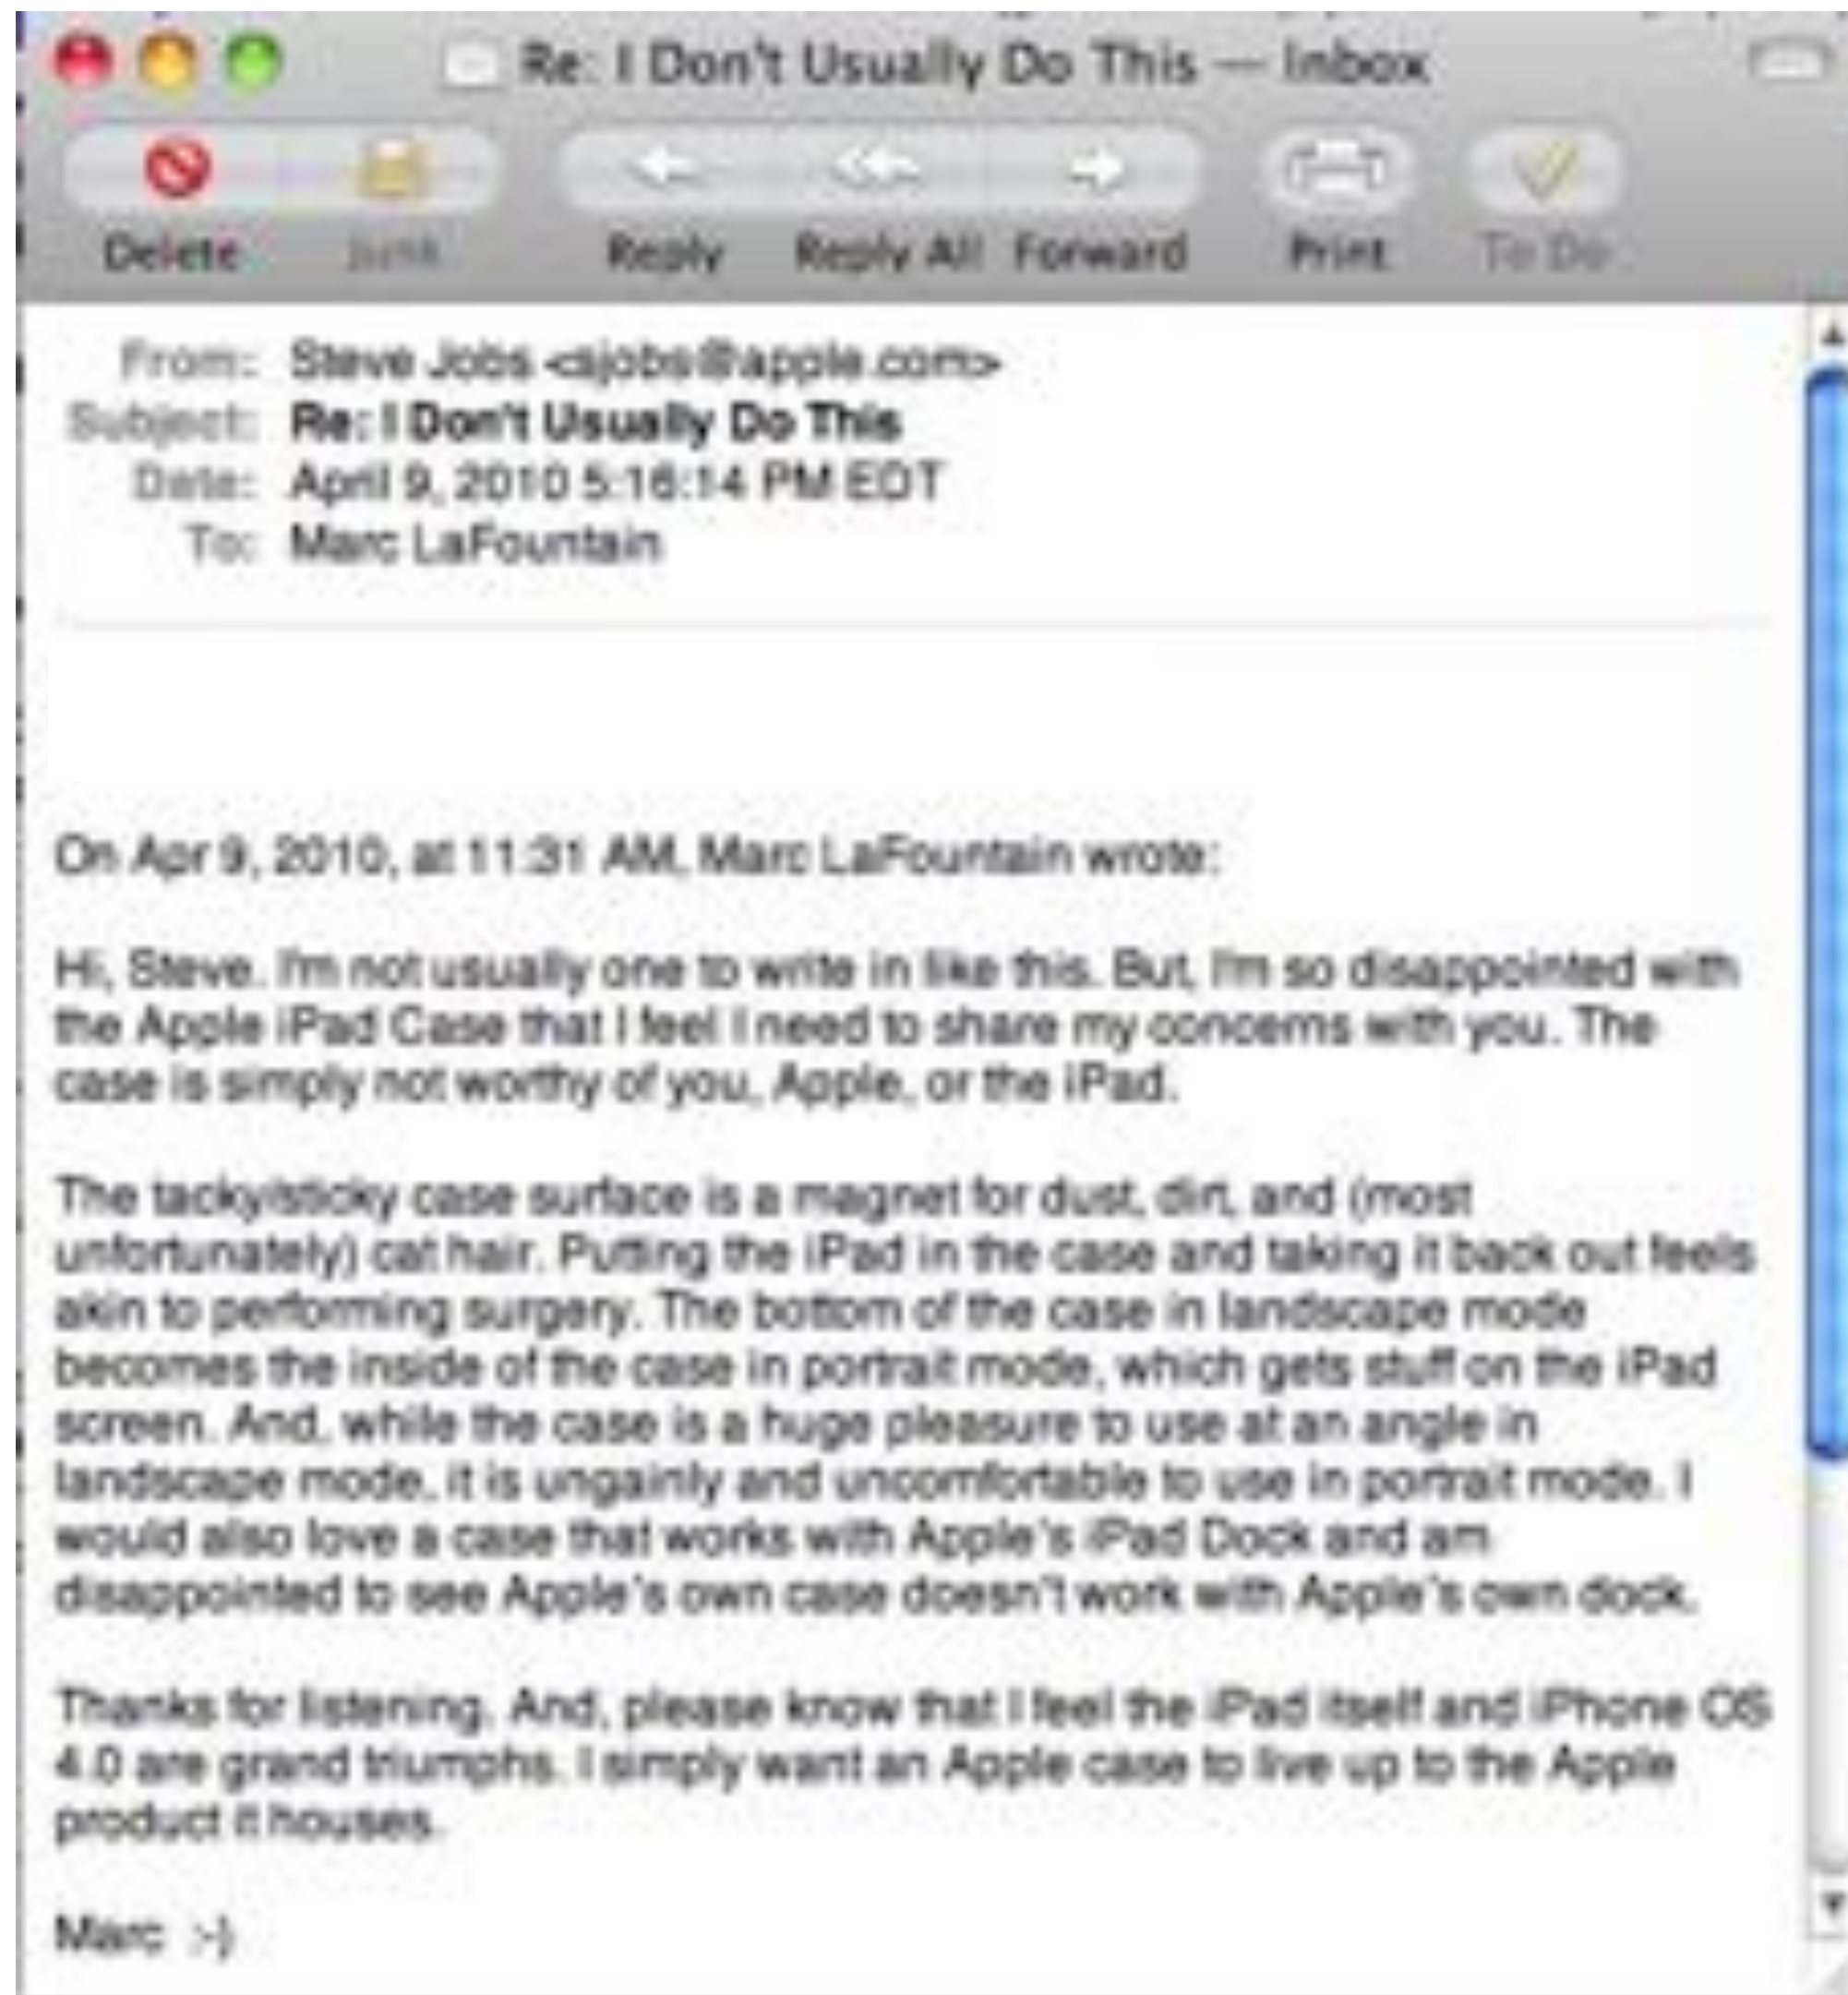 Re: I Don't Usually Do This — Inbox
Delete Junk Reply Reply All Forward Print To Do
From: Steve Jobs <sjobs@apple.com>
Subject: Re: I Don't Usually Do This
Date: April 9, 2010 5:16:14 PM EDT
To: Marc LaFountain
On Apr 9, 2010, at 11:31 AM, Marc LaFountain wrote:
Hi, Steve. I'm not usually one to write in like this. But, I'm so disappointed with
the Apple iPad Case that I feel I need to share my concerns with you. The
case is simply not worthy of you, Apple, or the iPad.
The tacky/sticky case surface is a magnet for dust, dirt, and (most
unfortunately) cat hair. Putting the iPad in the case and taking it back out feels
akin to performing surgery. The bottom of the case in landscape mode
becomes the inside of the case in portrait mode, which gets stuff on the iPad
screen. And, while the case is a huge pleasure to use at an angle in
landscape mode, it is ungainly and uncomfortable to use in portrait mode. I
would also love a case that works with Apple's iPad Dock and am
disappointed to see Apple's own case doesn't work with Apple's own dock.
Thanks for listening. And, please know that I feel the iPad itself and iPhone OS
4.0 are grand triumphs. I simply want an Apple case to live up to the Apple
product it houses.
Marc :-)